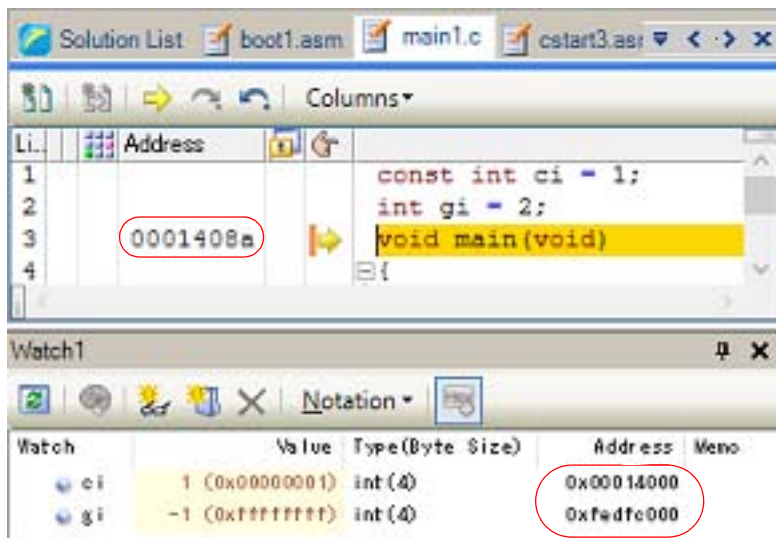 Solution List boot1.asm main1.c cstart3.asr
Columns
Li.. Address
1 const int ci = 1;
2 int gi = 2;
3 0001408a void main(void)
4 {
Watch1
Notation
Watch Value Type(Byte Size) Address Memo
ci 1 (0x00000001) int(4) 0x00014000
gi -1 (0xffffffff) int(4) 0xfedfc000